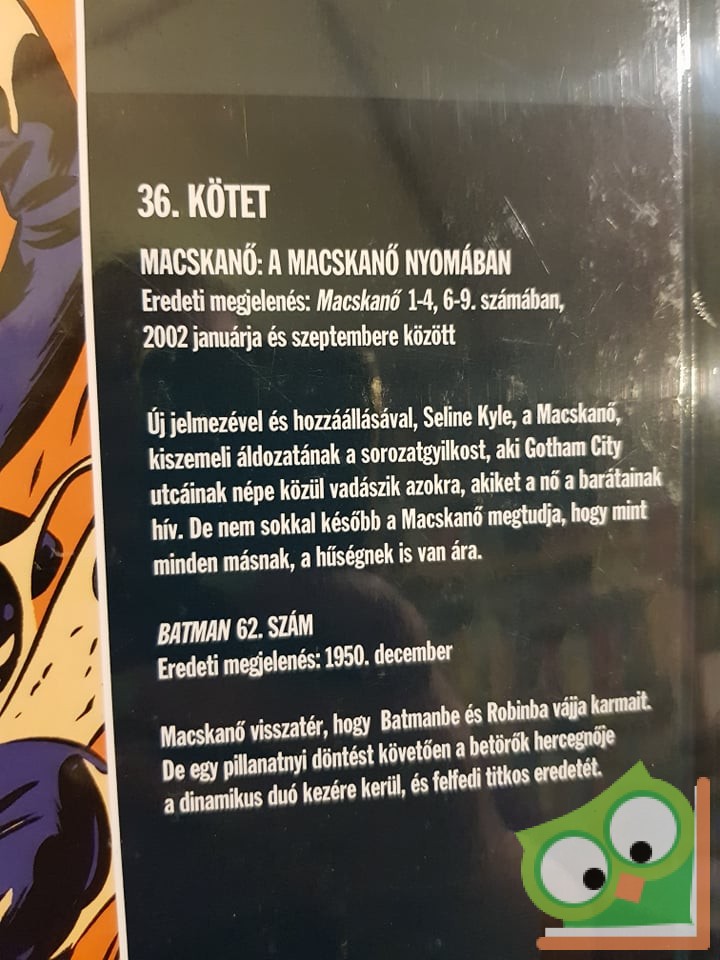 36. KÖTET
MACSKANŐ: A MACSKANŐ NYOMÁBAN
Eredeti megjelenés: Macskanő 1-4, 6-9. számában,
2002 januárja és szeptembere között
Új jelmezével és hozzáállásával, Seline Kyle, a Macskanő,
kiszemeli áldozatának a sorozatgyilkost, aki Gotham City
utcáinak népe közül vadászik azokra, akiket a nő a barátainak
hív. De nem sokkal később a Macskanő megtudja, hogy mint
minden másnak, a hűségnek is van ára.
BATMAN 62. SZÁM
Eredeti megjelenés: 1950. december
Macskanő visszatér, hogy Batmanbe és Robinba vájja karmait.
De egy pillanatnyi döntést követően a betörők hercegnője
a dinamikus duó kezére kerül, és felfedi titkos eredetét.